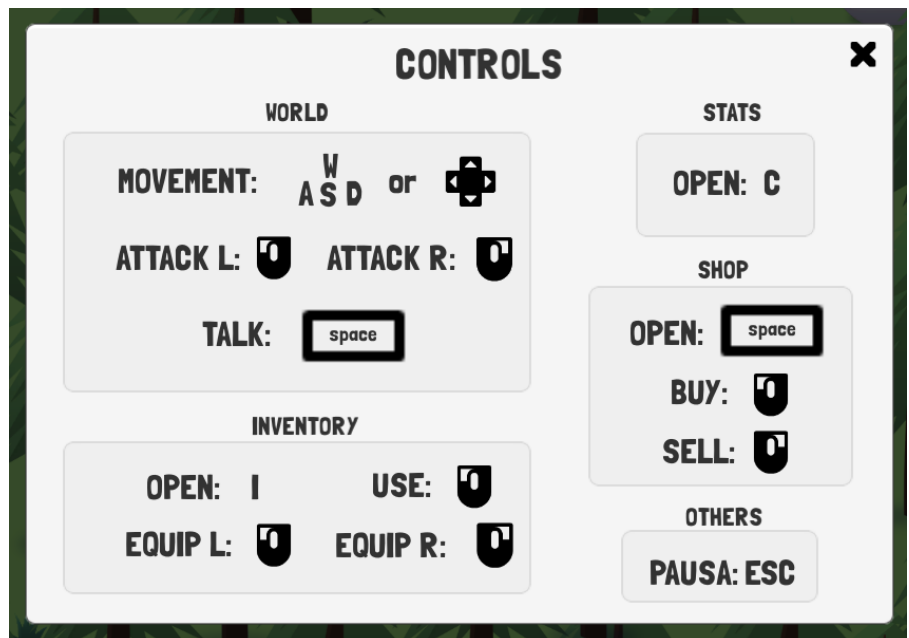 CONTROLS
WORLD
MOVEMENT: W
A S D or
ATTACK L: ATTACK R:
TALK: space
INVENTORY
OPEN: I USE:
EQUIP L: EQUIP R:
STATS
OPEN: C
SHOP
OPEN: space
BUY:
SELL:
OTHERS
PAUSA: ESC